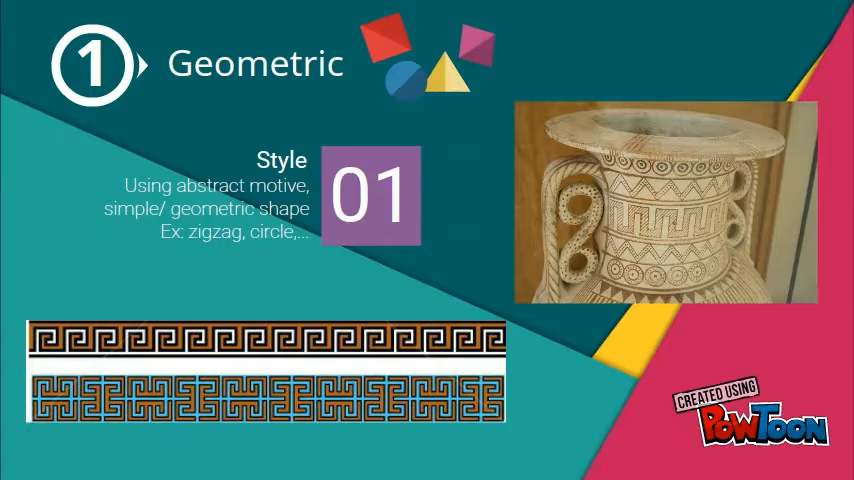 1
Geometric
Style
Using abstract motive,
simple/ geometric shape
Ex: zigzag, circle,...
01
CREATED USING
POWTOON